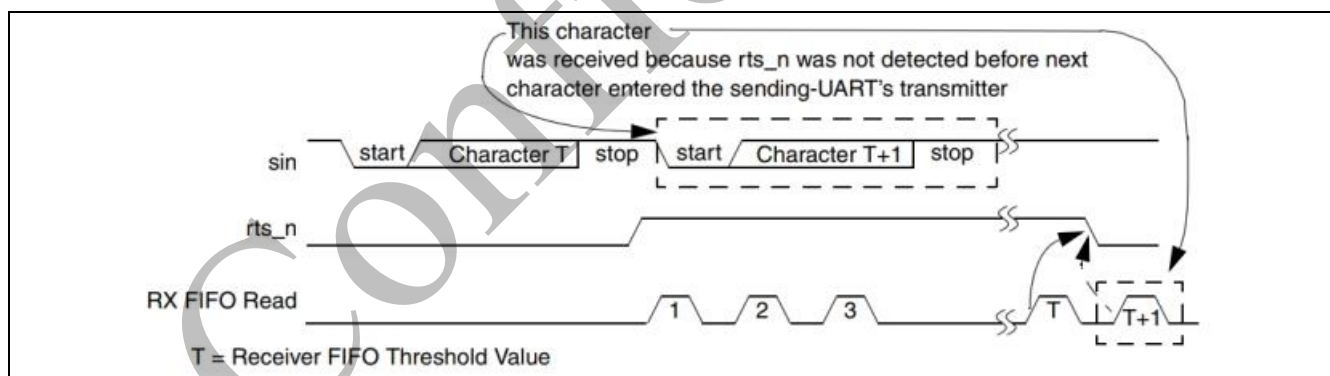 This character
was received because rts_n was not detected before next
character entered the sending-UART's transmitter
sin
start
Character T
stop
start
Character T+1
stop
rts_n
RX FIFO Read
1
2
3
T
T+1
T = Receiver FIFO Threshold Value